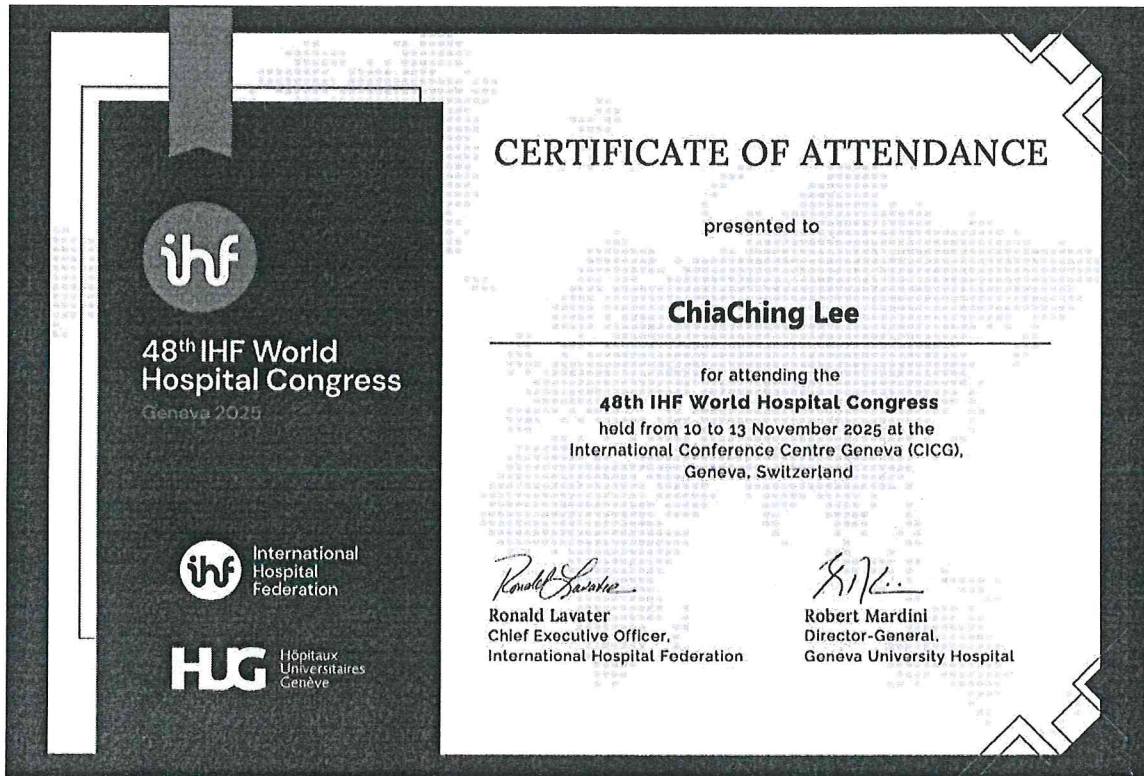 ihf
48th IHF World
Hospital Congress
Geneva 2025
ihf
International
Hospital
Federation
HUG
Hôpitaux
Universitaires
Genève
CERTIFICATE OF ATTENDANCE
presented to
ChiaChing Lee
for attending the
48th IHF World Hospital Congress
held from 10 to 13 November 2025 at the
International Conference Centre Geneva (CICG),
Geneva, Switzerland
Ronald Lavater
Ronald Lavater
Chief Executive Officer,
International Hospital Federation
Robert Mardini
Director-General,
Geneva University Hospital